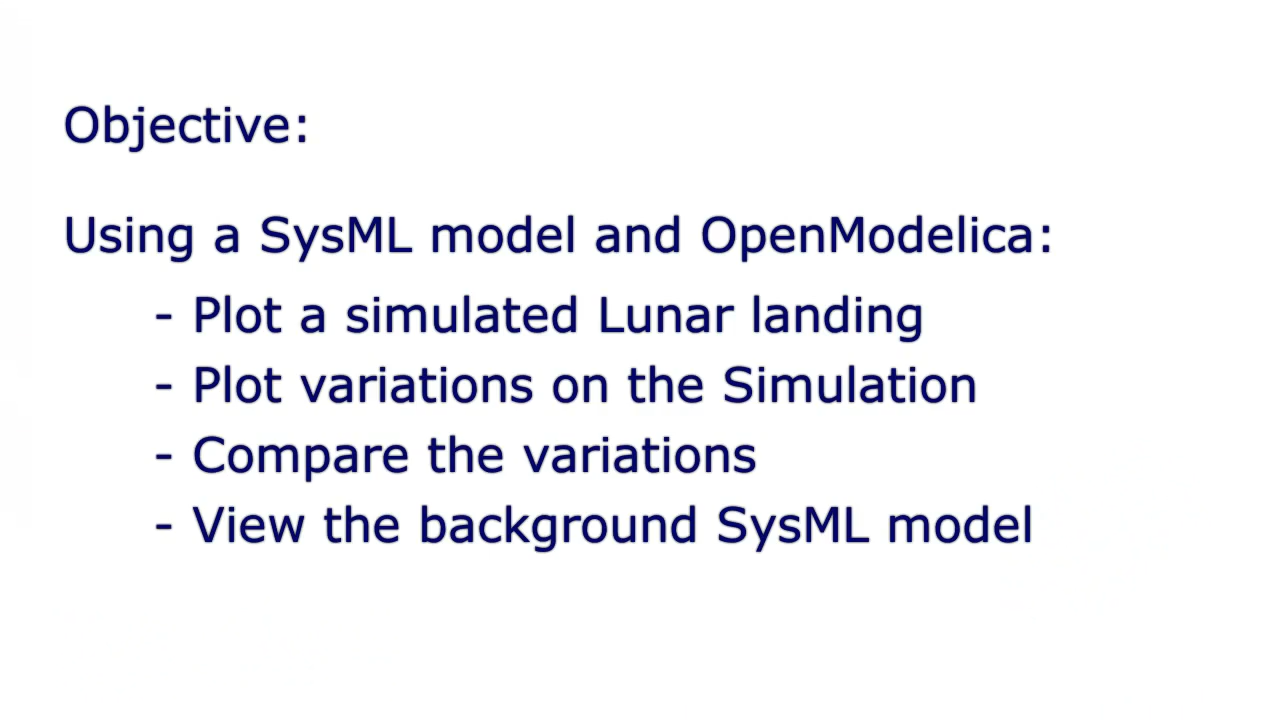 Objective:
Using a SysML model and OpenModelica:
- Plot a simulated Lunar landing
- Plot variations on the Simulation
- Compare the variations
- View the background SysML model